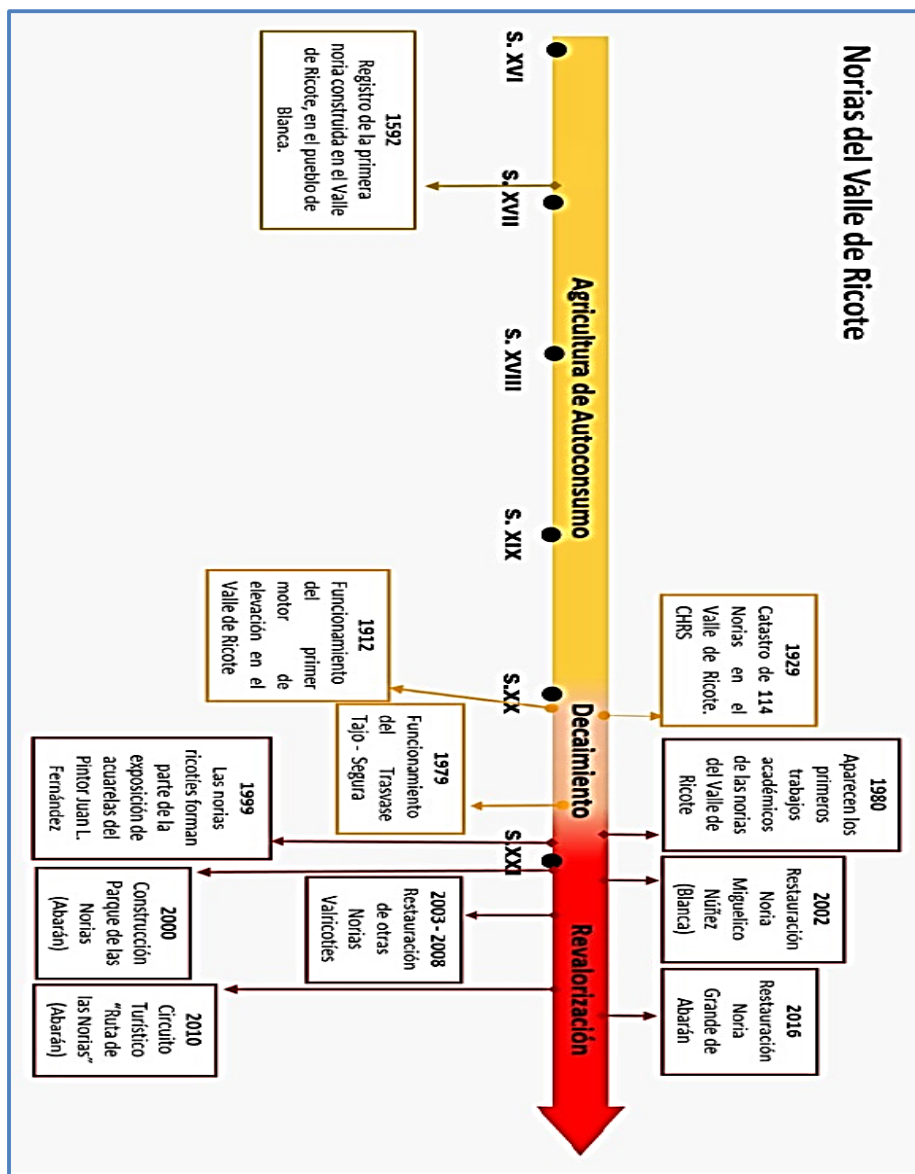 Norias del Valle de Ricote
1929
Catastro de 114
Norias en el
Valle de Ricote.
CHRS
1980
Aparecen los
primeros
trabajos
académicos
de las norias
del Valle de
Ricote
2002
Restauración
Noria
Miguelico
Núñez
(Blanca)
2016
Restauración
Noria
Grande de
Abarán
Agricultura de Autoconsumo
Decaimiento
Revalorización
S. XVI
S. XVII
S. XVIII
S. XIX
S.XX
S.XXI
1592
Registro de la primera
noria construida en el Valle
de Ricote, en el pueblo de
Blanca.
1912
Funcionamiento
del primer
motor de
elevación en el
Valle de Ricote
1979
Funcionamiento
del Trasvase
Tajo - Segura
1999
Las norias
ricotíes forman
parte de la
exposición de
acuarelas del
Pintor Juan L.
Fernández
2000
Construcción
Parque de las
Norias
(Abarán)
2003 - 2008
Restauración
de otras
Norias
Valricotíes
2010
Circuito
Turístico
"Ruta de
las Norias"
(Abarán)